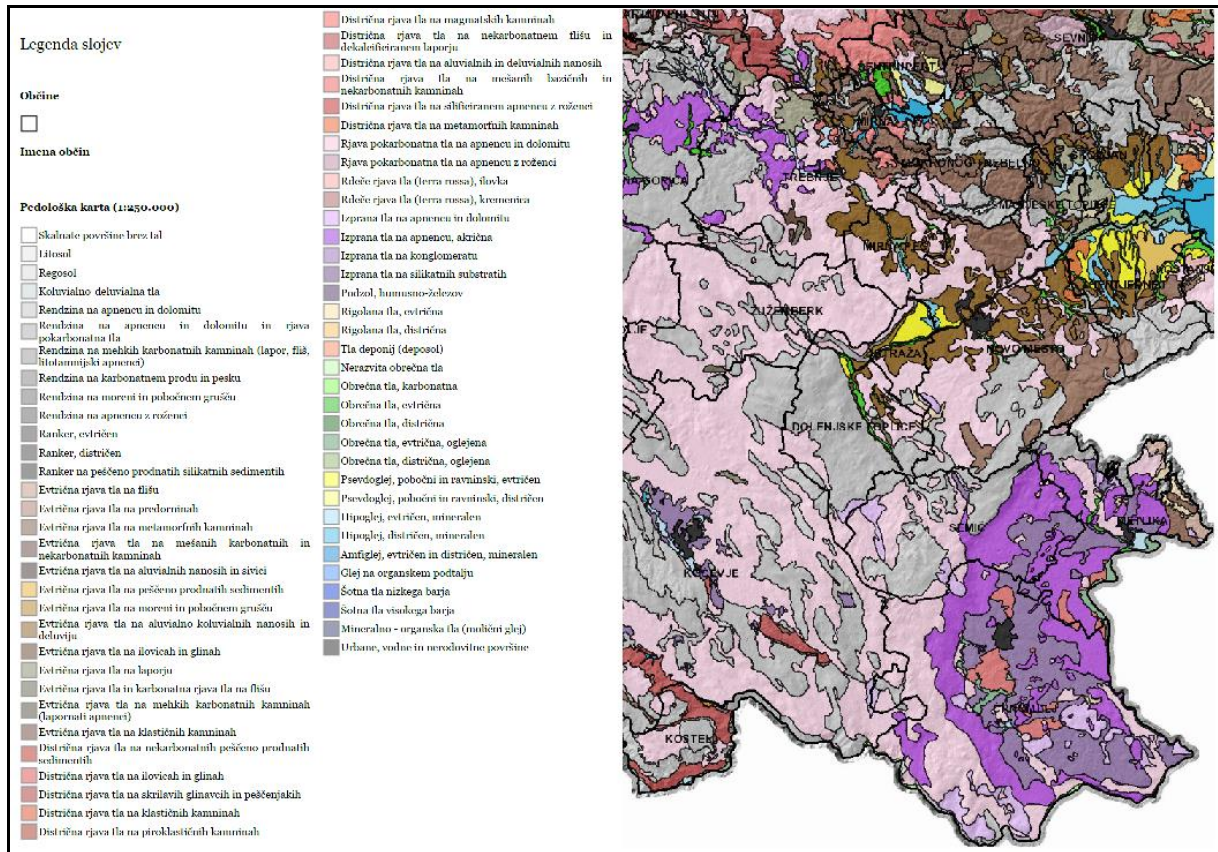 Legenda slojev
Občine
Imena občin
Pedološka karta (1:250.000)
Skalnate površine brez tal
Litosol
Regosol
Koluvialno-deluvialna tla
Rendzina na apnencu in dolomitu
Rendzina na apnencu in dolomitu in rjava
pokarbonatna tla
Rendzina na mehkih karbonatnih kamninah (lapor, fliš,
litotamnijski apnenci)
Rendzina na karbonatnem produ in pesku
Rendzina na moreni in pobočnem grušču
Rendzina na apnencu z roženci
Ranker, evtričen
Ranker, distričen
Ranker na peščeno prodnatih silikatnih sedimentih
Evtrična rjava tla na flišu
Evtrična rjava tla na predorninah
Evtrična rjava tla na metamorfnih kamninah
Evtrična rjava tla na mešanih karbonatnih in
nekarbonatnih kamninah
Evtrična rjava tla na aluvialnih nanosih in sivici
Evtrična rjava tla na peščeno prodnatih sedimentih
Evtrična rjava tla na moreni in pobočnem grušču
Evtrična rjava tla na aluvialno koluvialnih nanosih in
deluviju
Evtrična rjava tla na ilovicah in glinah
Evtrična rjava tla na laporju
Evtrična rjava tla in karbonatna rjava tla na flišu
Evtrična rjava tla na mehkih karbonatnih kamninah
(lapornati apnenci)
Evtrična rjava tla na klastičnih kamninah
Distrična rjava tla na nekarbonatnih peščeno prodnatih
sedimentih
Distrična rjava tla na ilovicah in glinah
Distrična rjava tla na skrilavih glinavcih in peščenjakih
Distrična rjava tla na klastičnih kamninah
Distrična rjava tla na piroklastičnih kamninah
Distrična rjava tla na magmatskih kamninah
Distrična rjava tla na nekarbonatnem flišu in
dekalcificiranem laporju
Distrična rjava tla na aluvialnih in deluvialnih nanosih
Distrična rjava tla na mešanih bazičnih in
nekarbonatnih kamninah
Distrična rjava tla na silificiranem apnencu z roženci
Distrična rjava tla na metamorfnih kamninah
Rjava pokarbonatna tla na apnencu in dolomitu
Rjava pokarbonatna tla na apnencu z roženci
Rdeče rjava tla (terra rossa), ilovka
Rdeče rjava tla (terra rossa), kremenica
Izprana tla na apnencu in dolomitu
Izprana tla na apnencu, akrična
Izprana tla na konglomeratu
Izprana tla na silikatnih substratih
Podzol, humusno-železov
Rigolana tla, evtrična
Rigolana tla, distrična
Tla deponij (deposol)
Nerazvita obrečna tla
Obrečna tla, karbonatna
Obrečna tla, evtrična
Obrečna tla, distrična
Obrečna tla, evtrična, oglejena
Obrečna tla, distrična, oglejena
Psevdoglej, pobočni in ravninski, evtričen
Psevdoglej, pobočni in ravninski, distričen
Hipoglej, evtričen, mineralen
Hipoglej, distričen, mineralen
Amfiglej, evtričen in distričen, mineralen
Glej na organskem podtalju
Šotna tla nizkega barja
Šotna tla visokega barja
Mineralno - organska tla (molični glej)
Urbane, vodne in nerodovitne površine
SEVNI
TREBNJE
MIRNA PEČ
ŽUŽEMBERK
STRAŽA
NOVO MESTO
ŠENTJERNEJ
DOLENJSKE TOPLICE
SEMIČ
METLIKA
KOČEVJE
KOSTEL